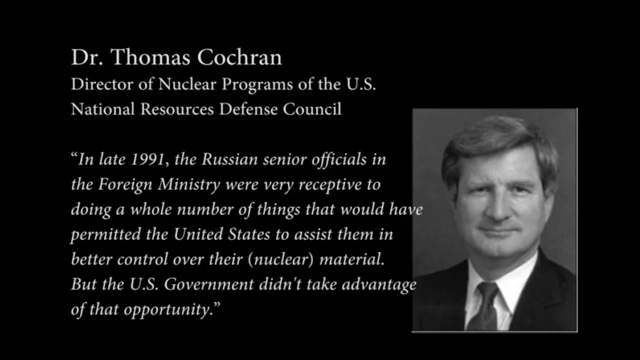 Dr. Thomas Cochran
Director of Nuclear Programs of the U.S.
National Resources Defense Council
“In late 1991, the Russian senior officials in
the Foreign Ministry were very receptive to
doing a whole number of things that would have
permitted the United States to assist them in
better control over their (nuclear) material.
But the U.S. Government didn't take advantage
of that opportunity.”